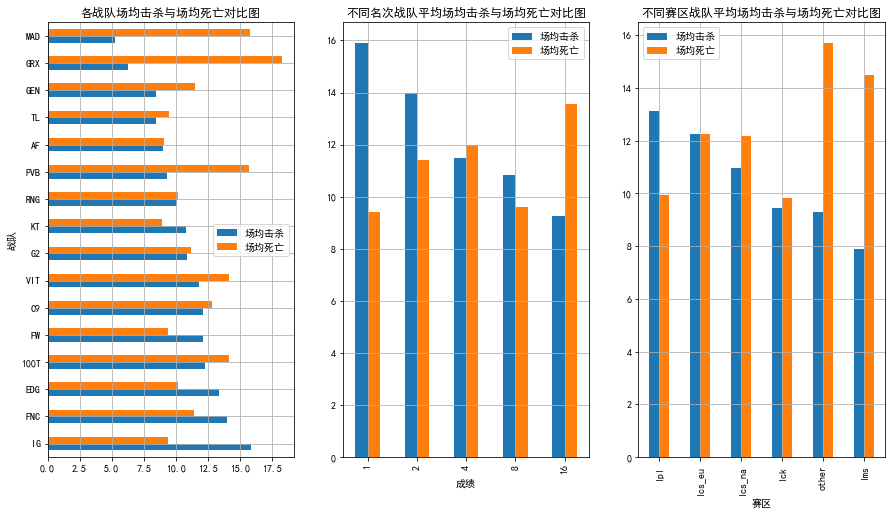 各战队场均击杀与场均死亡对比图
战队
MAD
GRX
GEN
TL
AF
PVB
RNG
KT
G2
VIT
C9
FW
100T
EDG
FNC
IG
场均击杀
场均死亡
0.0 2.5 5.0 7.5 10.0 12.5 15.0 17.5
不同名次战队平均场均击杀与场均死亡对比图
场均击杀
场均死亡
16
14
12
10
8
6
4
2
0
1 2 4 8 16
成绩
不同赛区战队平均场均击杀与场均死亡对比图
场均击杀
场均死亡
16
14
12
10
8
6
4
2
0
lpl lcs_eu lcs_na lck other lms
赛区